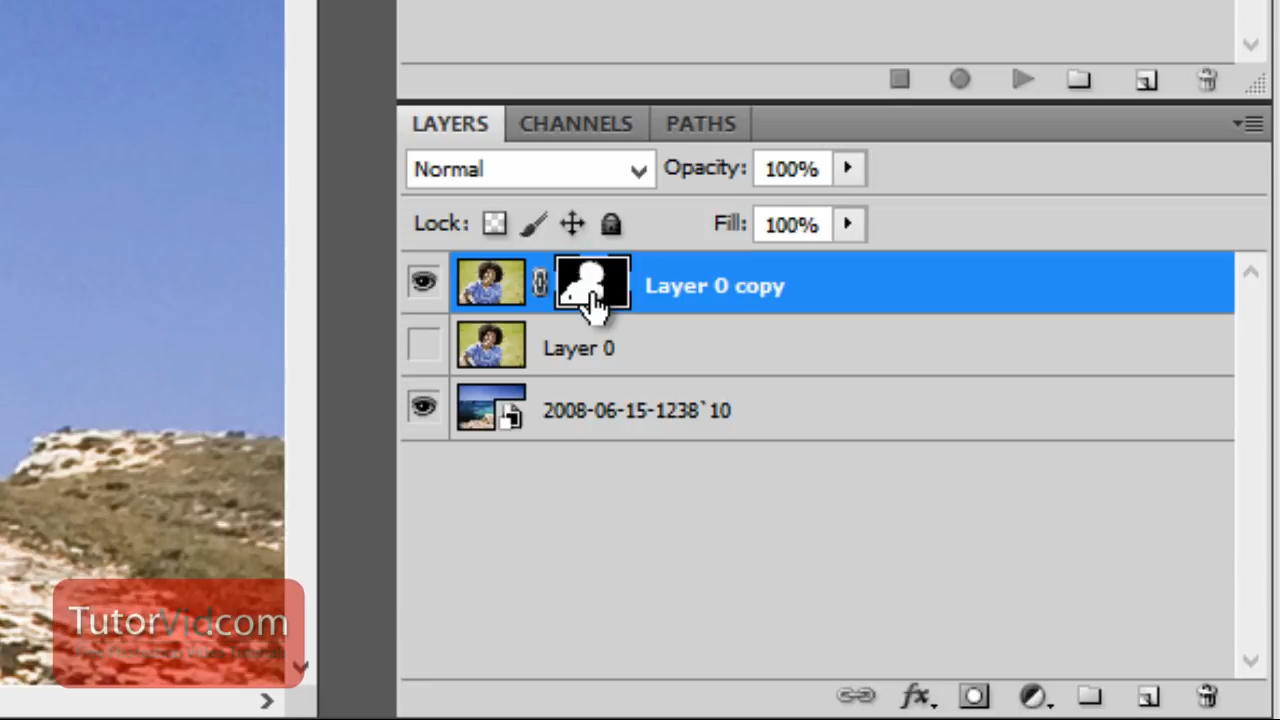 LAYERS CHANNELS PATHS
Normal Opacity: 100%
Lock: Fill: 100%
Layer 0 copy
Layer 0
2008-06-15-1238`10
TutorVid.com
fx